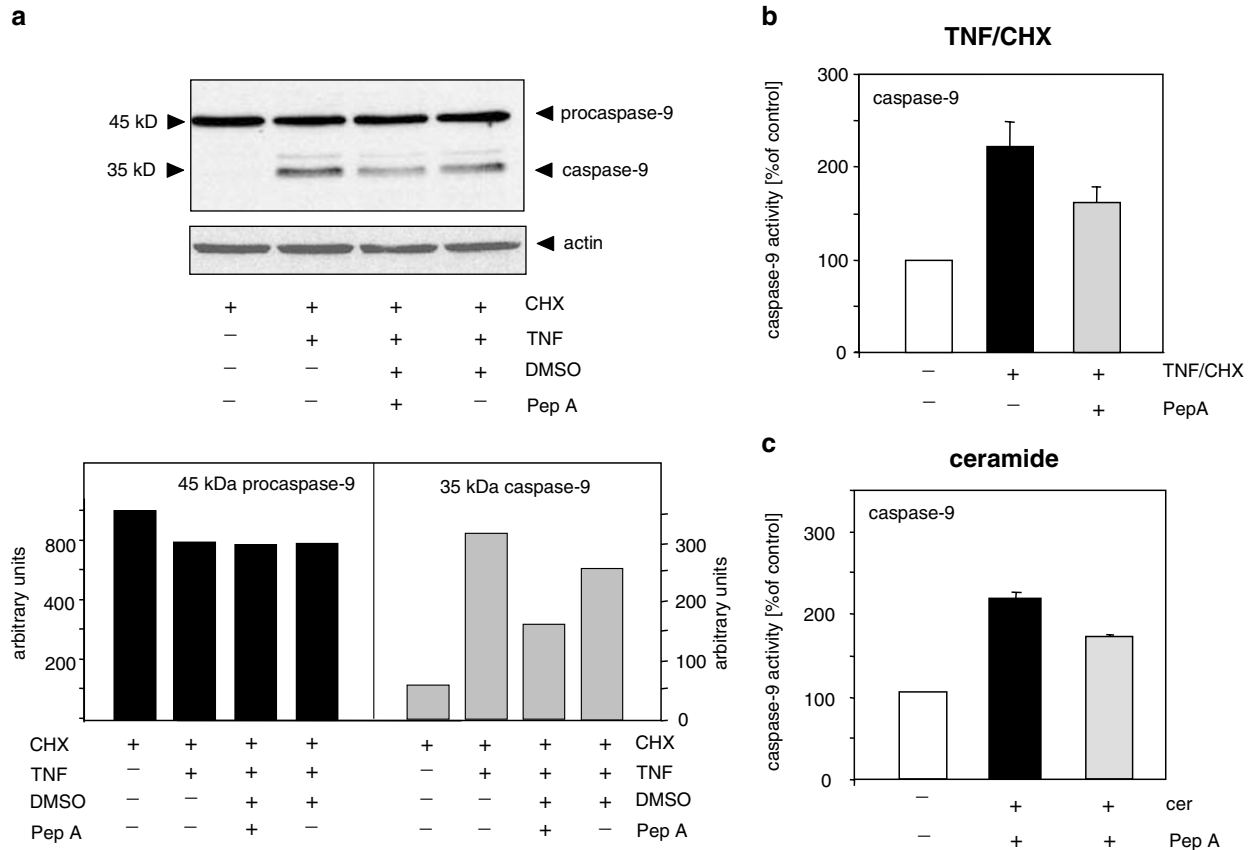 a
45 kD
procaspase-9
35 kD
caspase-9
actin
+ + + + CHX
– + + + TNF
– – + + DMSO
– – + – Pep A
45 kDa procaspase-9
35 kDa caspase-9
arbitrary units
800
400
200
300
200
100
0
arbitrary units
CHX + + + + + + + + CHX
TNF – + + + – + + + TNF
DMSO – – + + – – + + DMSO
Pep A – – + – – – + – Pep A
b
TNF/CHX
caspase-9
caspase-9 activity [%of control]
300
200
100
0
– + + TNF/CHX
– – + PepA
c
ceramide
caspase-9
caspase-9 activity [%of control]
300
200
100
0
– + + cer
– + + Pep A